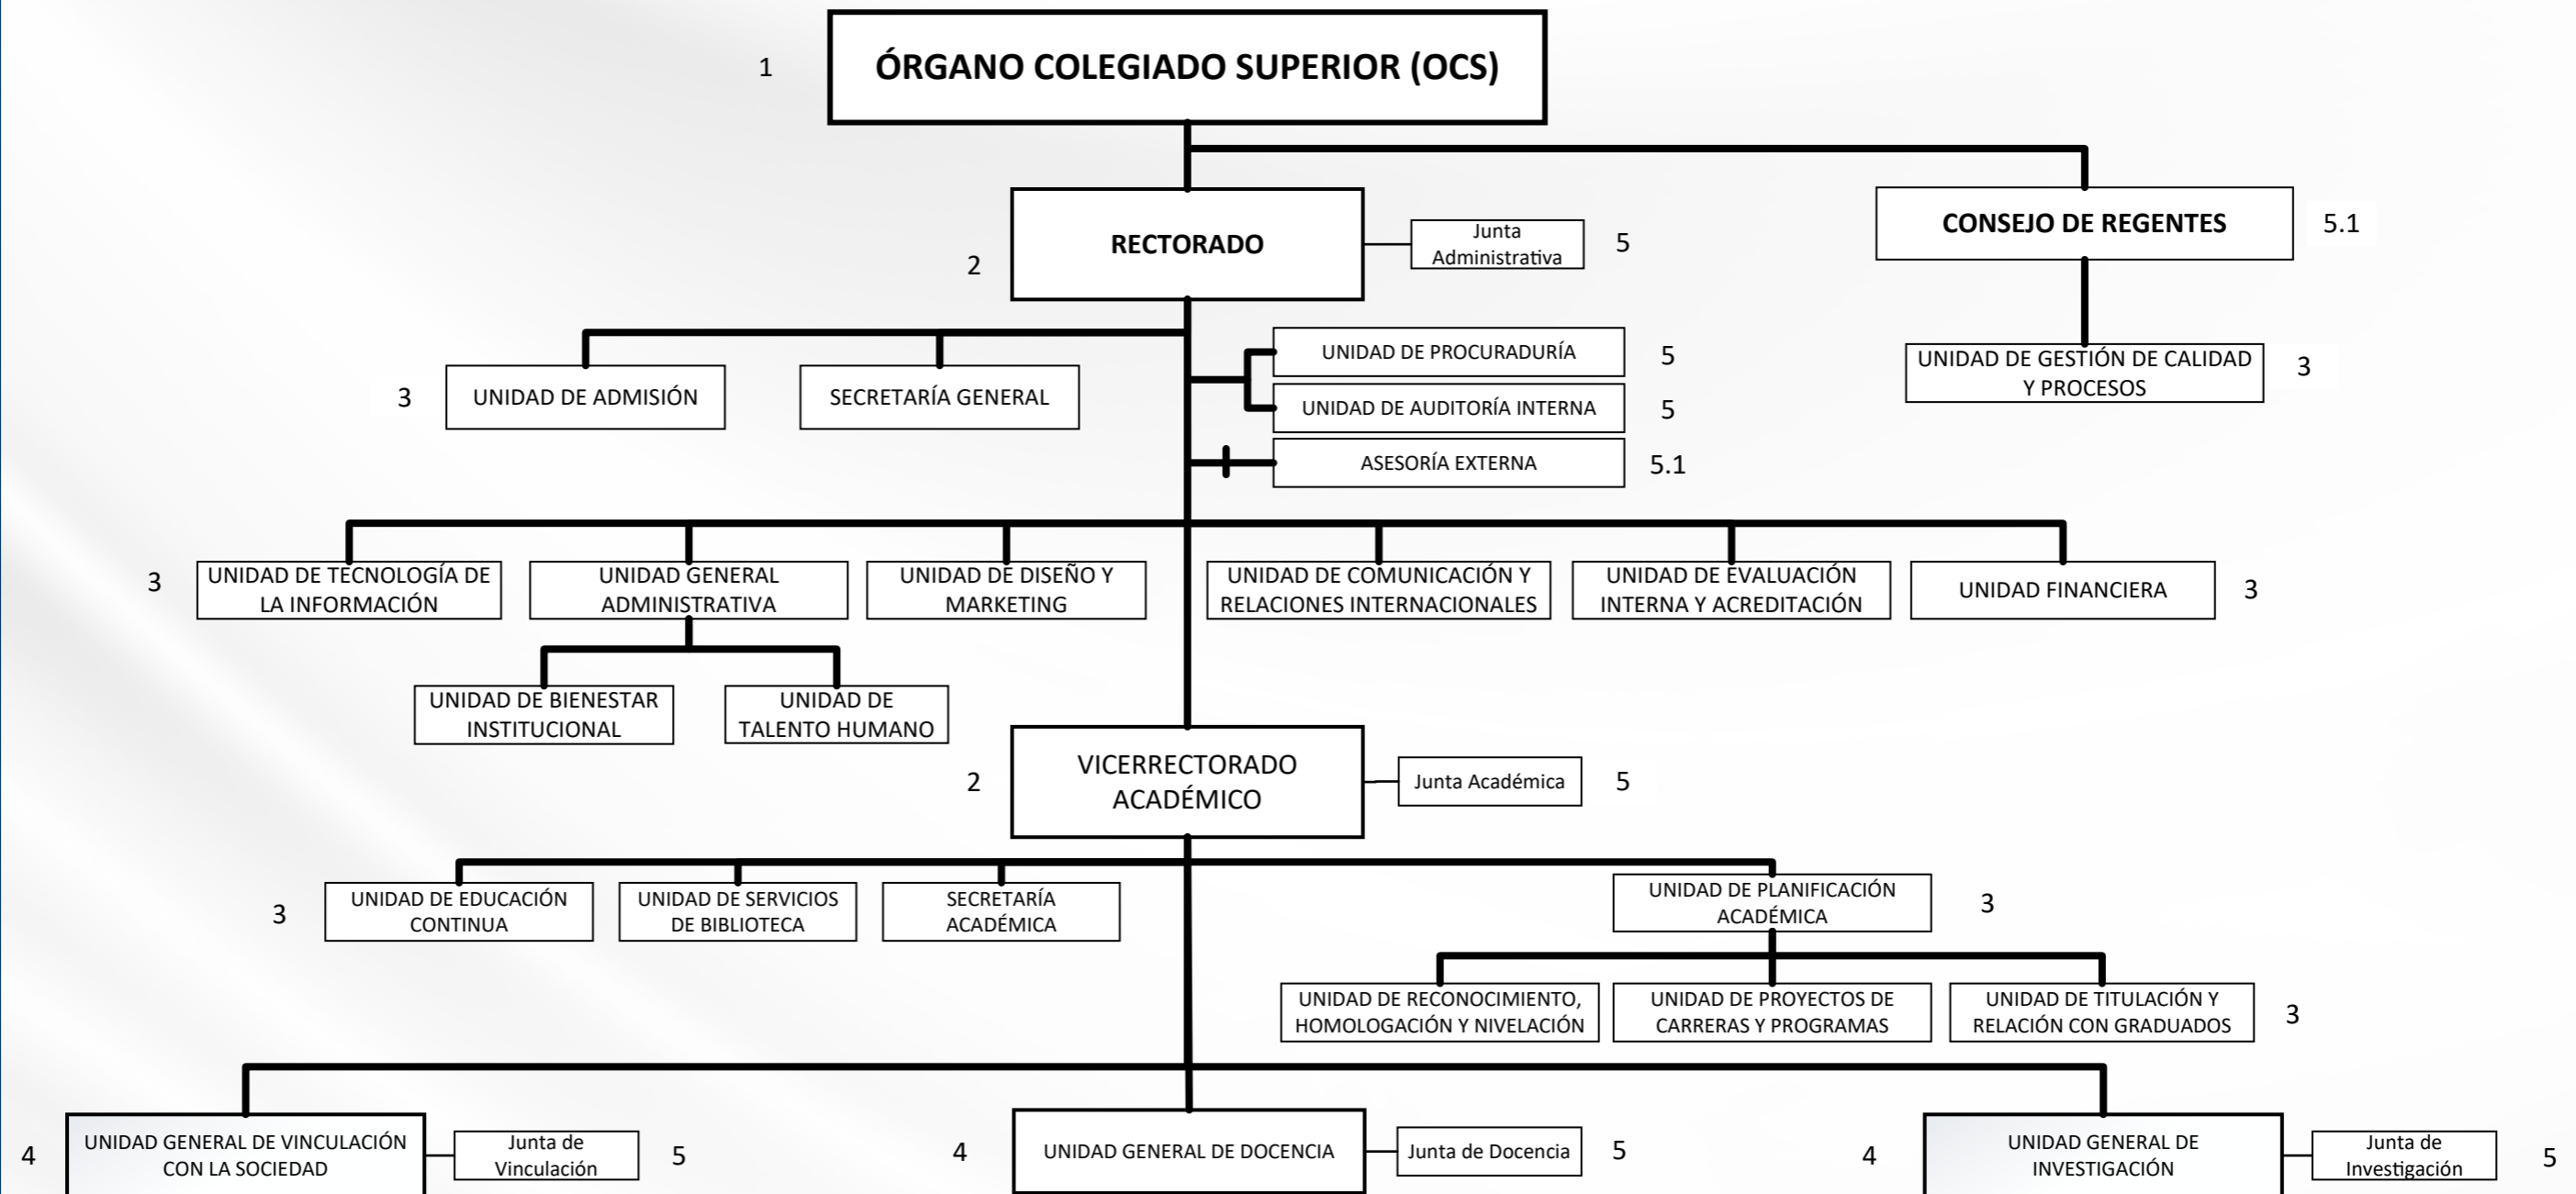 1
ÓRGANO COLEGIADO SUPERIOR (OCS)
2
RECTORADO
Junta
Administrativa
5
CONSEJO DE REGENTES
5.1
3
UNIDAD DE ADMISIÓN
SECRETARÍA GENERAL
UNIDAD DE PROCURADURÍA
5
UNIDAD DE AUDITORÍA INTERNA
5
ASESORÍA EXTERNA
5.1
UNIDAD DE GESTIÓN DE CALIDAD
Y PROCESOS
3
3
UNIDAD DE TECNOLOGÍA DE
LA INFORMACIÓN
UNIDAD GENERAL
ADMINISTRATIVA
UNIDAD DE DISEÑO Y
MARKETING
UNIDAD DE COMUNICACIÓN Y
RELACIONES INTERNACIONALES
UNIDAD DE EVALUACIÓN
INTERNA Y ACREDITACIÓN
UNIDAD FINANCIERA
3
UNIDAD DE BIENESTAR
INSTITUCIONAL
UNIDAD DE
TALENTO HUMANO
2
VICERRECTORADO
ACADÉMICO
Junta Académica
5
3
UNIDAD DE EDUCACIÓN
CONTINUA
UNIDAD DE SERVICIOS
DE BIBLIOTECA
SECRETARÍA
ACADÉMICA
UNIDAD DE PLANIFICACIÓN
ACADÉMICA
3
UNIDAD DE RECONOCIMIENTO,
HOMOLOGACIÓN Y NIVELACIÓN
UNIDAD DE PROYECTOS DE
CARRERAS Y PROGRAMAS
UNIDAD DE TITULACIÓN Y
RELACIÓN CON GRADUADOS
3
4
UNIDAD GENERAL DE VINCULACIÓN
CON LA SOCIEDAD
Junta de
Vinculación
5
4
UNIDAD GENERAL DE DOCENCIA
Junta de Docencia
5
4
UNIDAD GENERAL DE
INVESTIGACIÓN
Junta de
Investigación
5